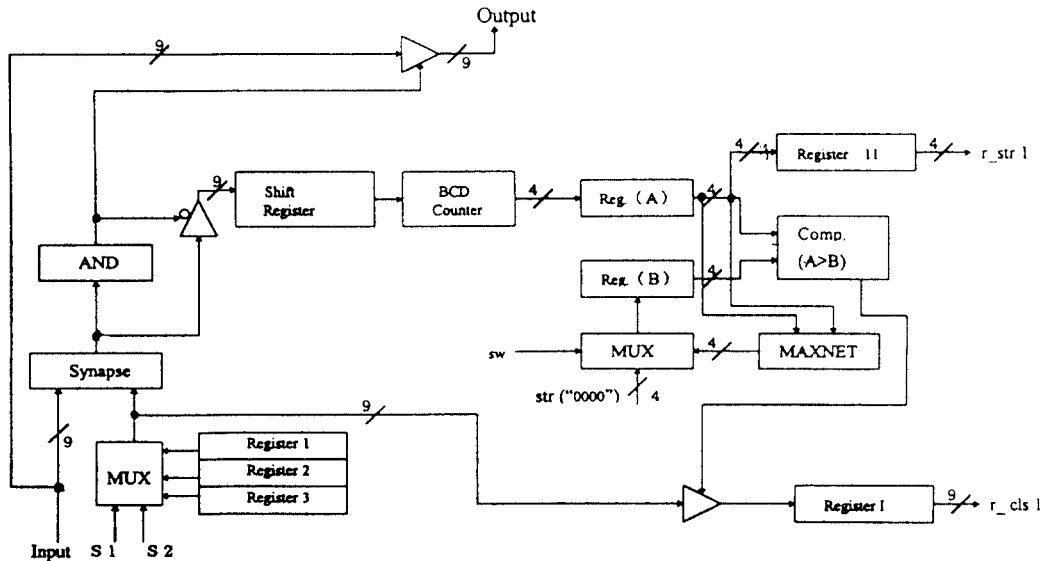 Output
9
9
9
Shift
Register
BCD
Counter
4
Reg. (A)
4
4
Register 11
4
r_str 1
AND
Comp.
(A>B)
Reg. (B)
4
sw
MUX
4
MAXNET
str ("0000")
4
Synapse
9
9
MUX
Register 1
Register 2
Register 3
Register I
9
r_ cls 1
Input
S 1
S 2